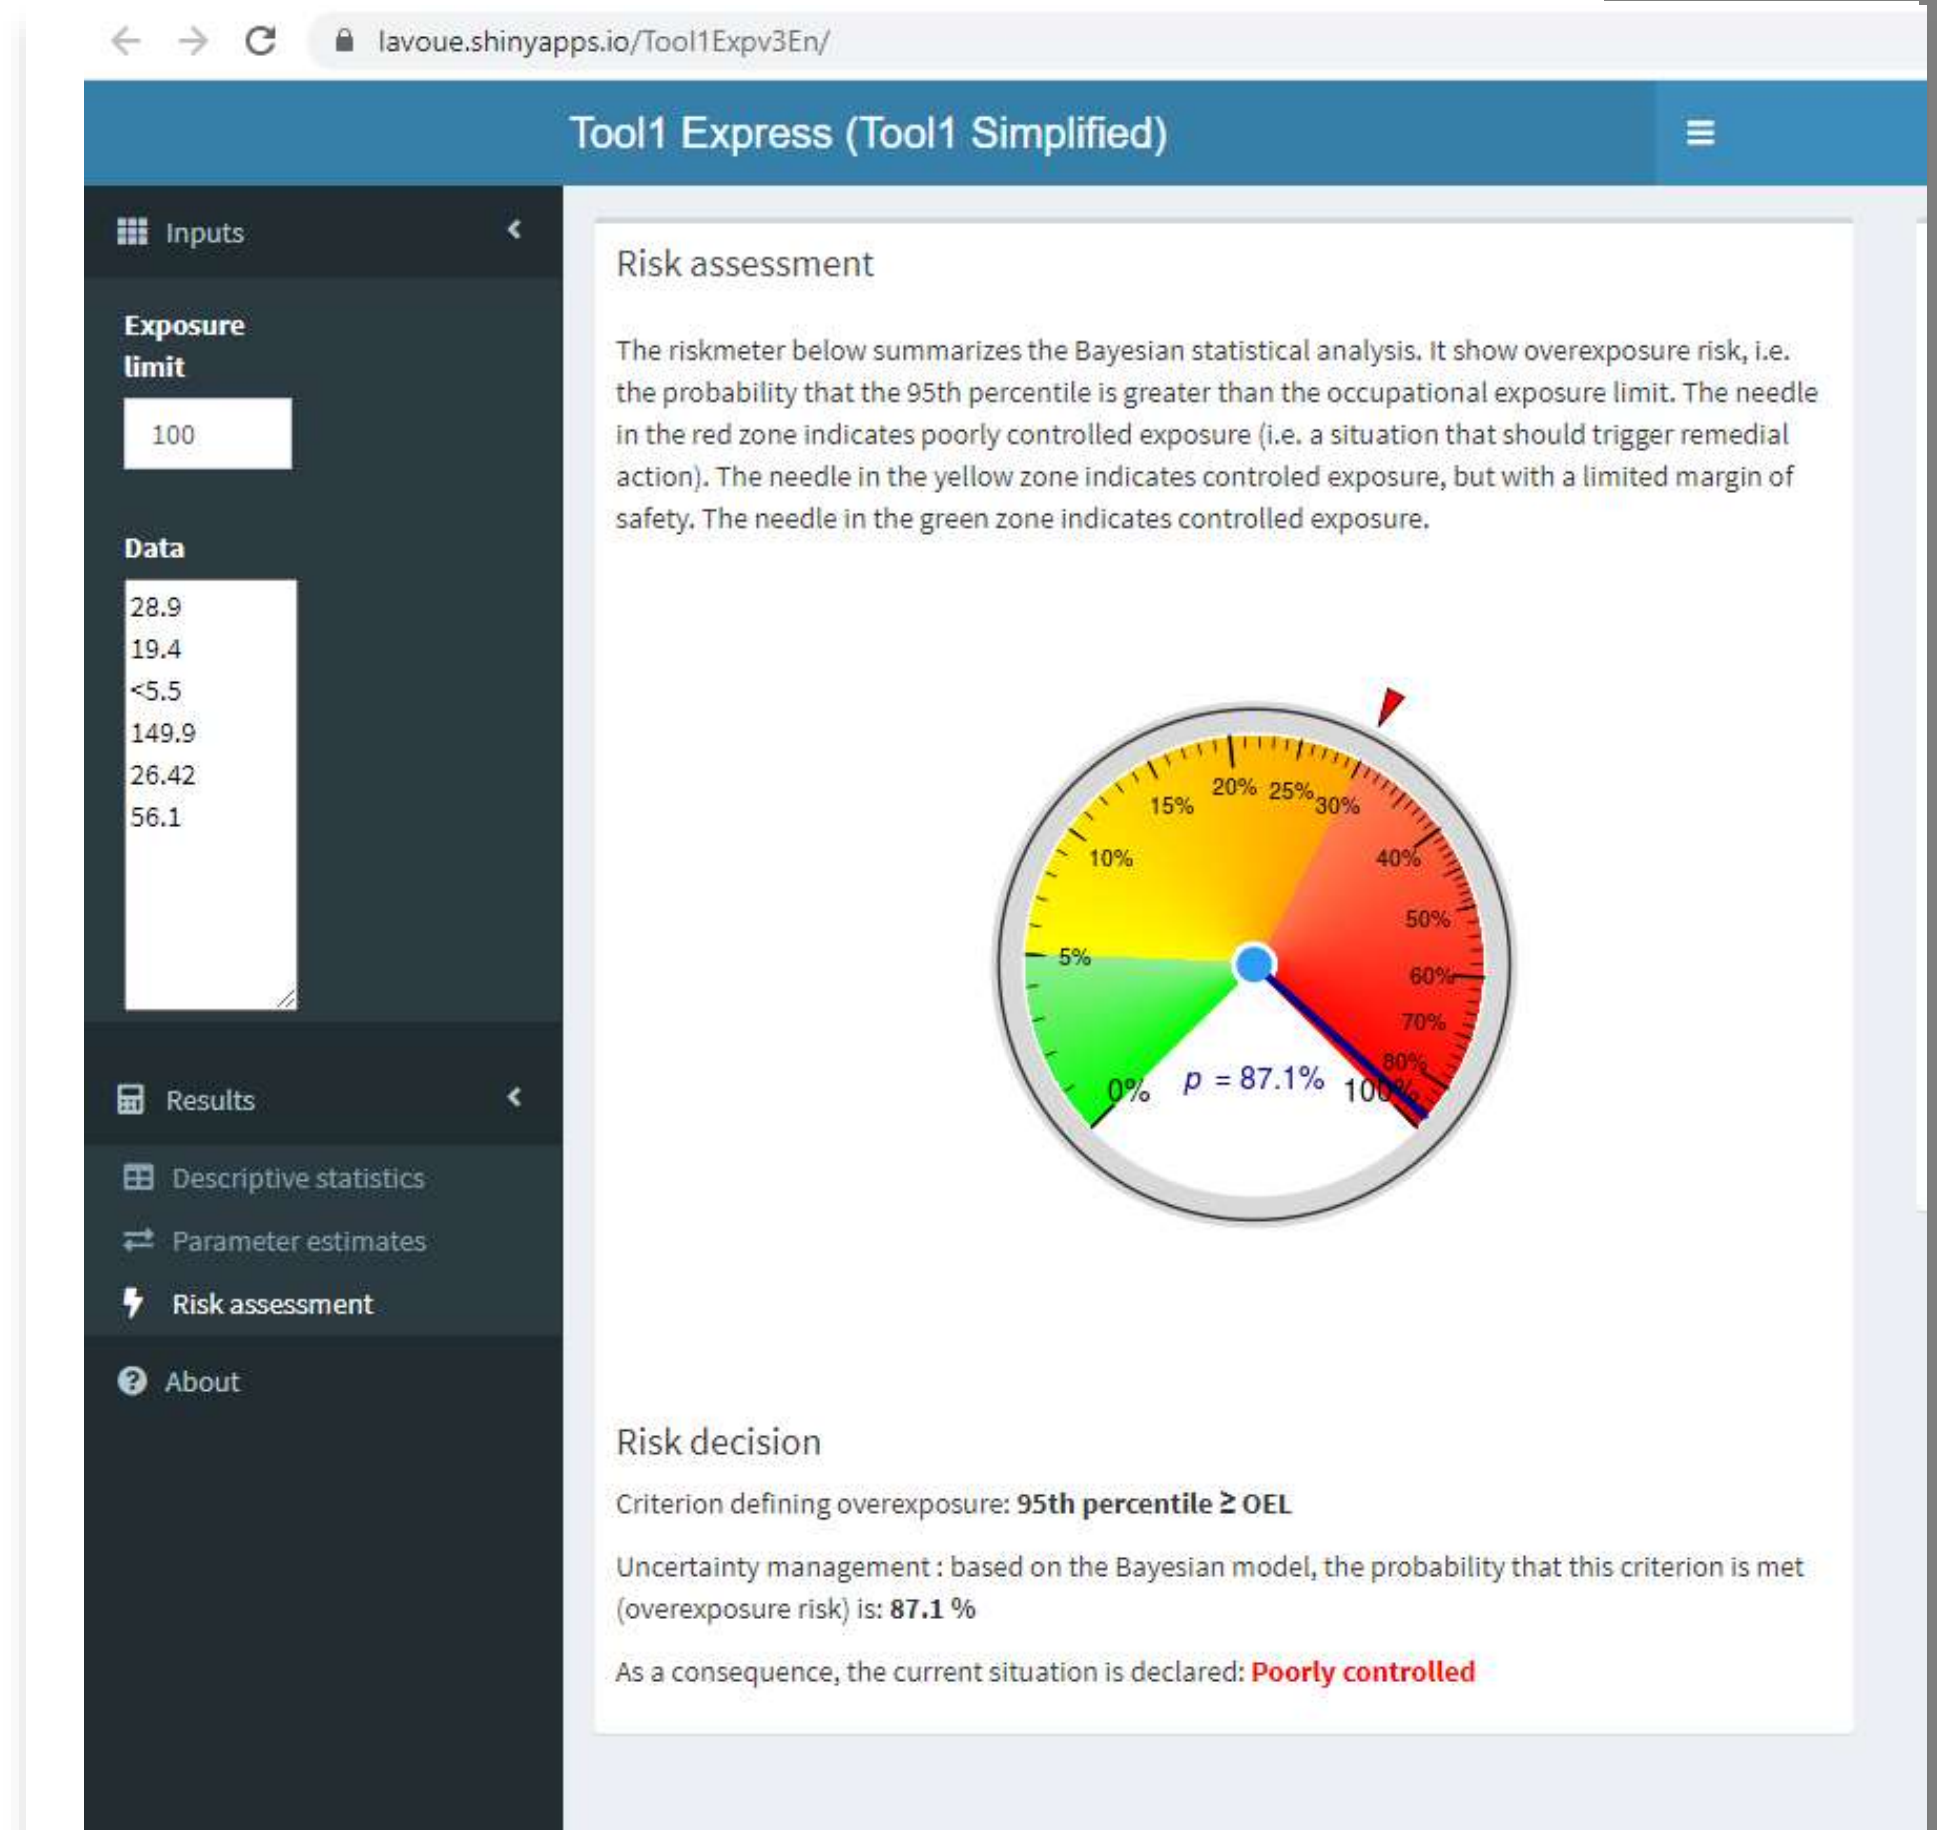 lavoue.shinyapps.io/Tool1Expv3En/
Tool1 Express (Tool1 Simplified)
Inputs
Exposure
limit
100
Data
28.9
19.4
<5.5
149.9
26.42
56.1
Results
Descriptive statistics
Parameter estimates
Risk assessment
About
Risk assessment
The riskmeter below summarizes the Bayesian statistical analysis. It show overexposure risk, i.e.
the probability that the 95th percentile is greater than the occupational exposure limit. The needle
in the red zone indicates poorly controlled exposure (i.e. a situation that should trigger remedial
action). The needle in the yellow zone indicates controled exposure, but with a limited margin of
safety. The needle in the green zone indicates controlled exposure.
0%
5%
10%
15%
20%
25%
30%
40%
50%
60%
70%
80%
100%
p = 87.1%
Risk decision
Criterion defining overexposure: 95th percentile ≥ OEL
Uncertainty management : based on the Bayesian model, the probability that this criterion is met
(overexposure risk) is: 87.1 %
As a consequence, the current situation is declared: Poorly controlled